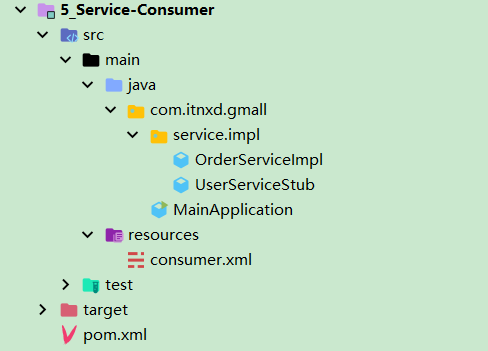 5_Service-Consumer
src
main
java
com.itnxd.gmall
service.impl
OrderServiceImpl
UserServiceStub
MainApplication
resources
consumer.xml
test
target
pom.xml